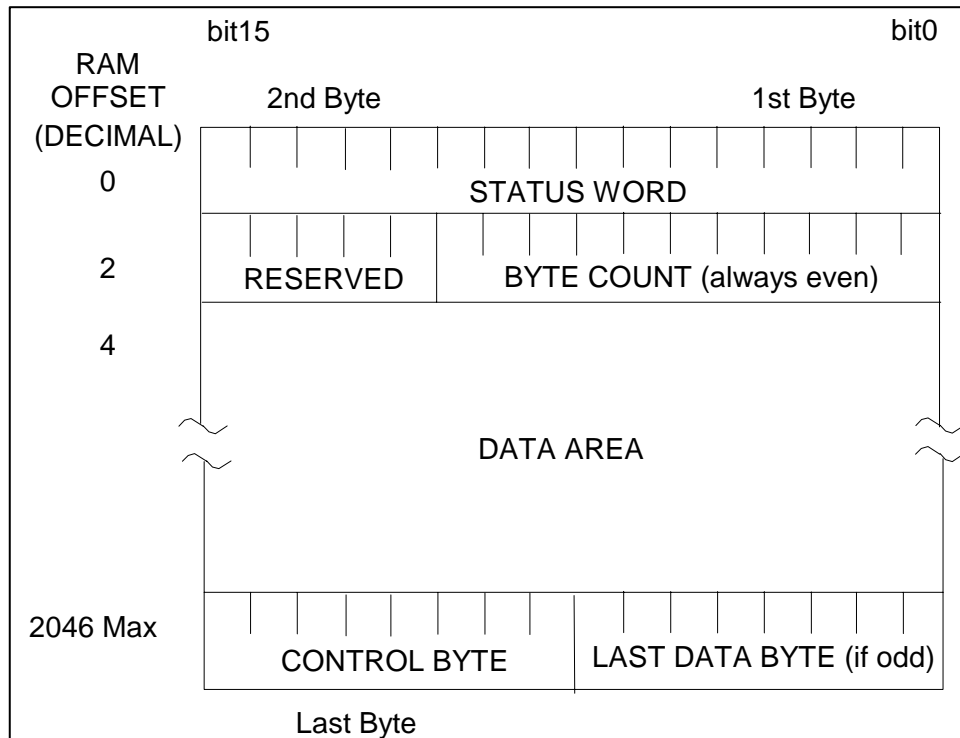 bit15 bit0
RAM
OFFSET
(DECIMAL)
2nd Byte 1st Byte
0 STATUS WORD
2 RESERVED BYTE COUNT (always even)
4
DATA AREA
2046 Max CONTROL BYTE LAST DATA BYTE (if odd)
Last Byte